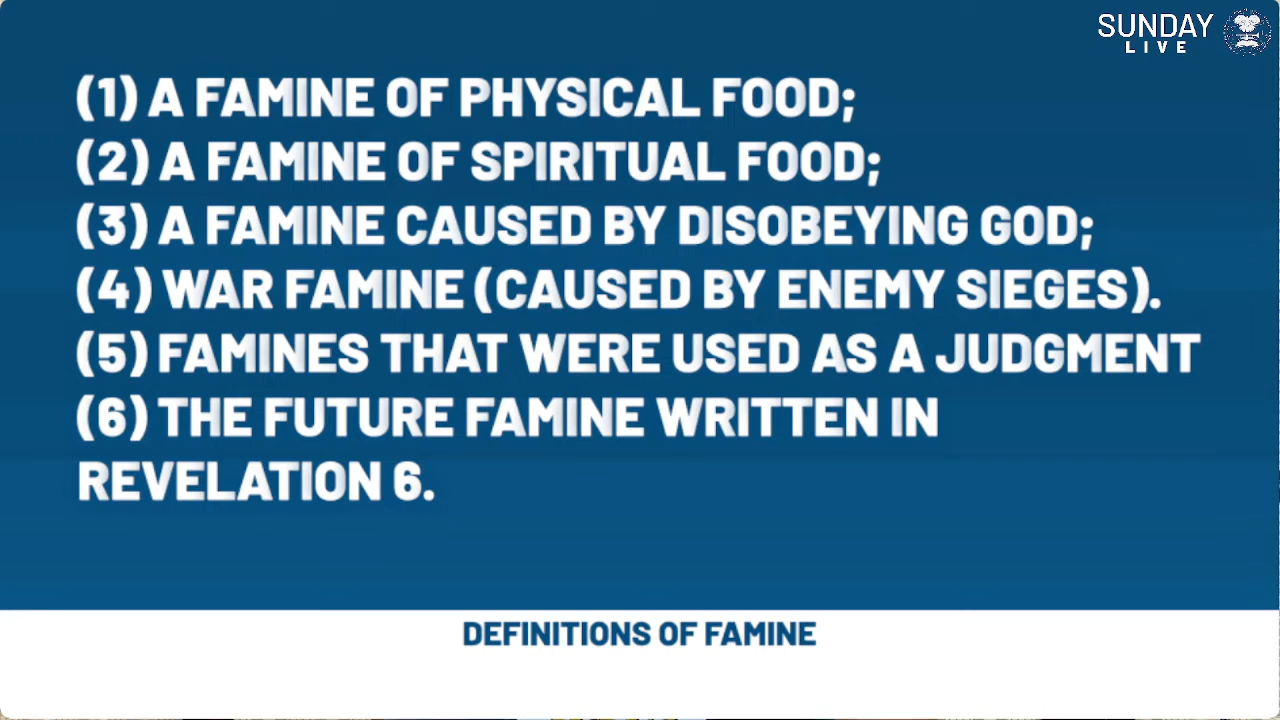 SUNDAY
LIVE
(1) A FAMINE OF PHYSICAL FOOD;
(2) A FAMINE OF SPIRITUAL FOOD;
(3) A FAMINE CAUSED BY DISOBEYING GOD;
(4) WAR FAMINE (CAUSED BY ENEMY SIEGES).
(5) FAMINES THAT WERE USED AS A JUDGMENT
(6) THE FUTURE FAMINE WRITTEN IN
REVELATION 6.
DEFINITIONS OF FAMINE